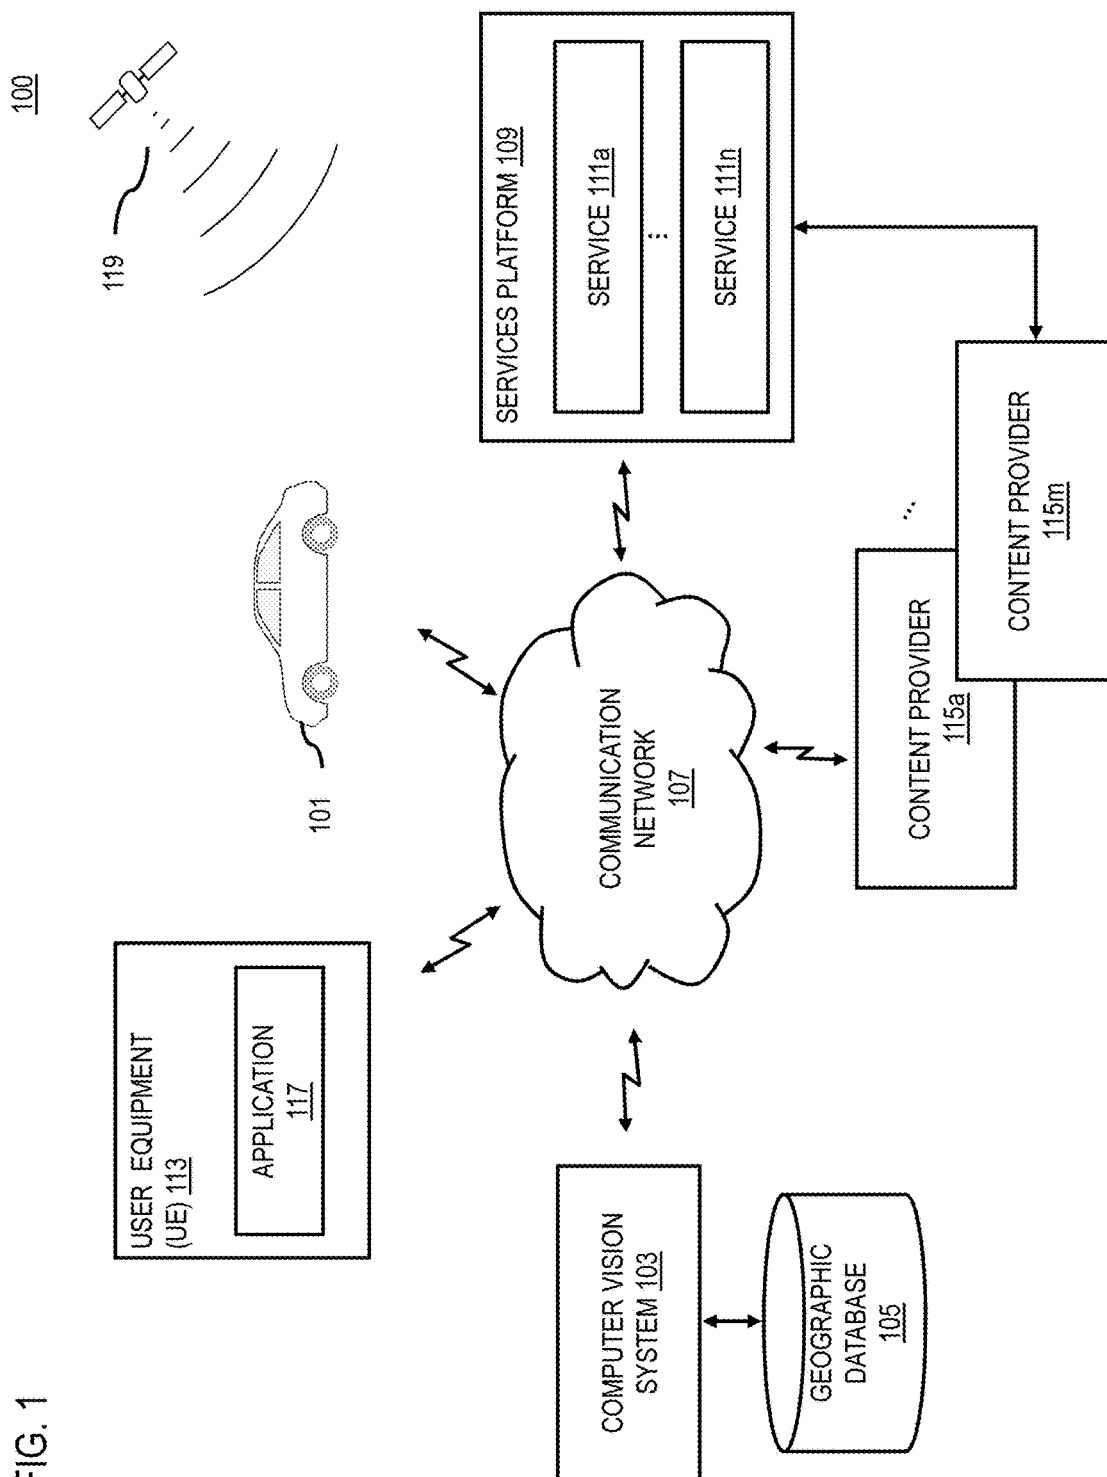 FIG. 1
100
USER EQUIPMENT
(UE) 113
APPLICATION
117
101
119
COMPUTER VISION
SYSTEM 103
GEOGRAPHIC
DATABASE
105
COMMUNICATION
NETWORK
107
SERVICES PLATFORM 109
SERVICE 111a
...
SERVICE 111n
CONTENT PROVIDER
115a
...
CONTENT PROVIDER
115m